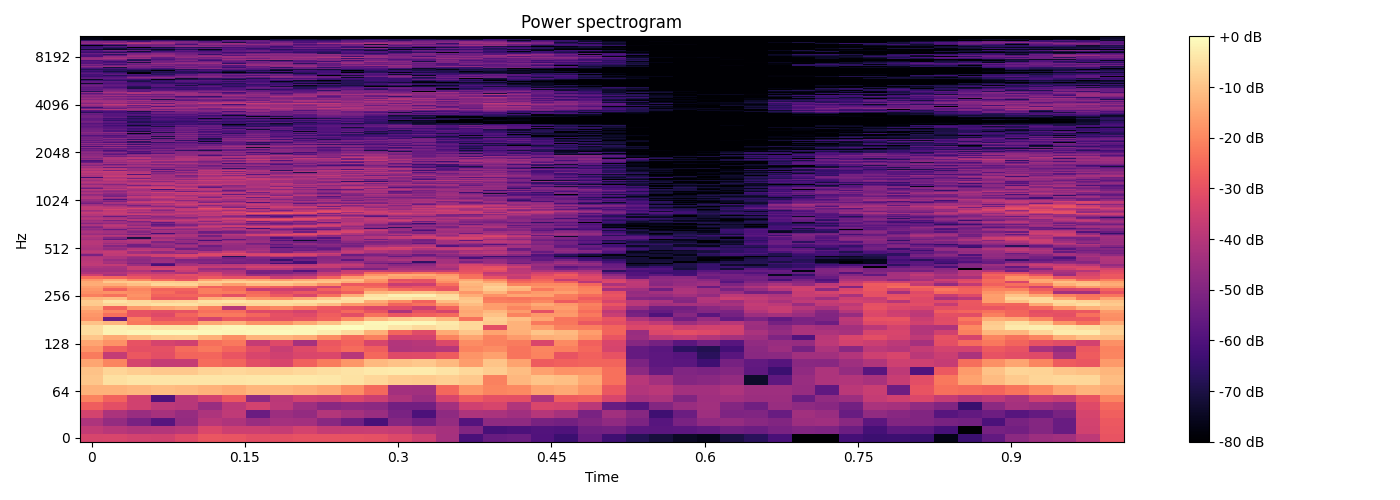 Power spectrogram
Hz
8192
4096
2048
1024
512
256
128
64
0
0 0.15 0.3 0.45 0.6 0.75 0.9
Time
+0 dB
-10 dB
-20 dB
-30 dB
-40 dB
-50 dB
-60 dB
-70 dB
-80 dB